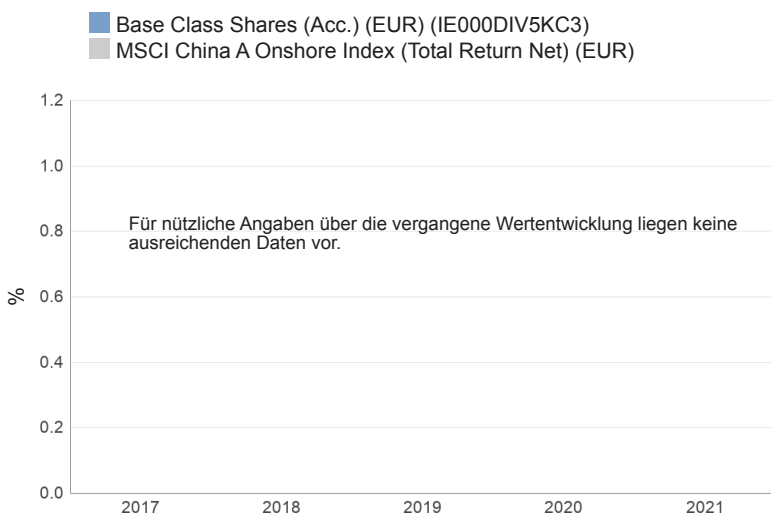 Base Class Shares (Acc.) (EUR) (IE000DIV5KC3)
MSCI China A Onshore Index (Total Return Net) (EUR)
1.2
1.0
Für nützliche Angaben über die vergangene Wertentwicklung liegen keine
0.8
ausreichenden Daten vor.
%
0.6
0.4
0.2
0.0
2017 2018 2019 2020 2021